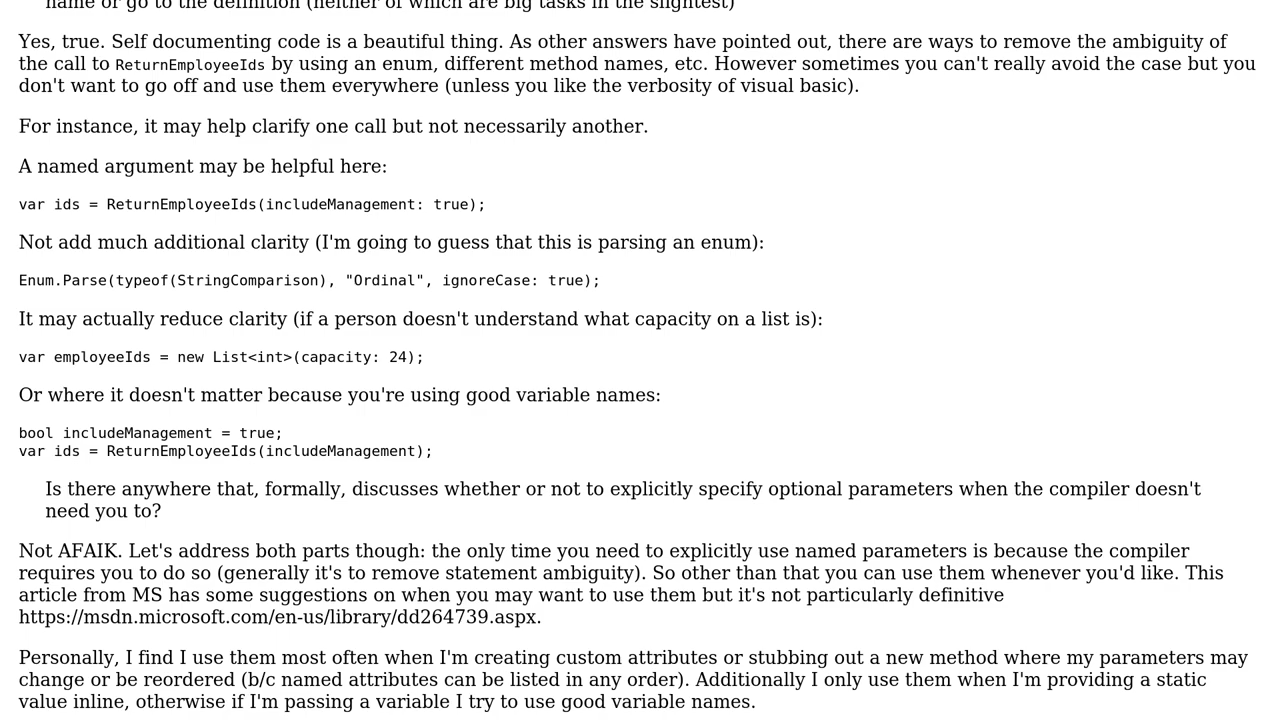 name or go to the definition (neither of which are big tasks in the slightest)
Yes, true. Self documenting code is a beautiful thing. As other answers have pointed out, there are ways to remove the ambiguity of
the call to ReturnEmployeeIds by using an enum, different method names, etc. However sometimes you can't really avoid the case but you
don't want to go off and use them everywhere (unless you like the verbosity of visual basic).
For instance, it may help clarify one call but not necessarily another.
A named argument may be helpful here:
var ids = ReturnEmployeeIds(includeManagement: true);
Not add much additional clarity (I'm going to guess that this is parsing an enum):
Enum.Parse(typeof(StringComparison), "Ordinal", ignoreCase: true);
It may actually reduce clarity (if a person doesn't understand what capacity on a list is):
var employeeIds = new List<int>(capacity: 24);
Or where it doesn't matter because you're using good variable names:
bool includeManagement = true;
var ids = ReturnEmployeeIds(includeManagement);
Is there anywhere that, formally, discusses whether or not to explicitly specify optional parameters when the compiler doesn't
need you to?
Not AFAIK. Let's address both parts though: the only time you need to explicitly use named parameters is because the compiler
requires you to do so (generally it's to remove statement ambiguity). So other than that you can use them whenever you'd like. This
article from MS has some suggestions on when you may want to use them but it's not particularly definitive
https://msdn.microsoft.com/en-us/library/dd264739.aspx.
Personally, I find I use them most often when I'm creating custom attributes or stubbing out a new method where my parameters may
change or be reordered (b/c named attributes can be listed in any order). Additionally I only use them when I'm providing a static
value inline, otherwise if I'm passing a variable I try to use good variable names.